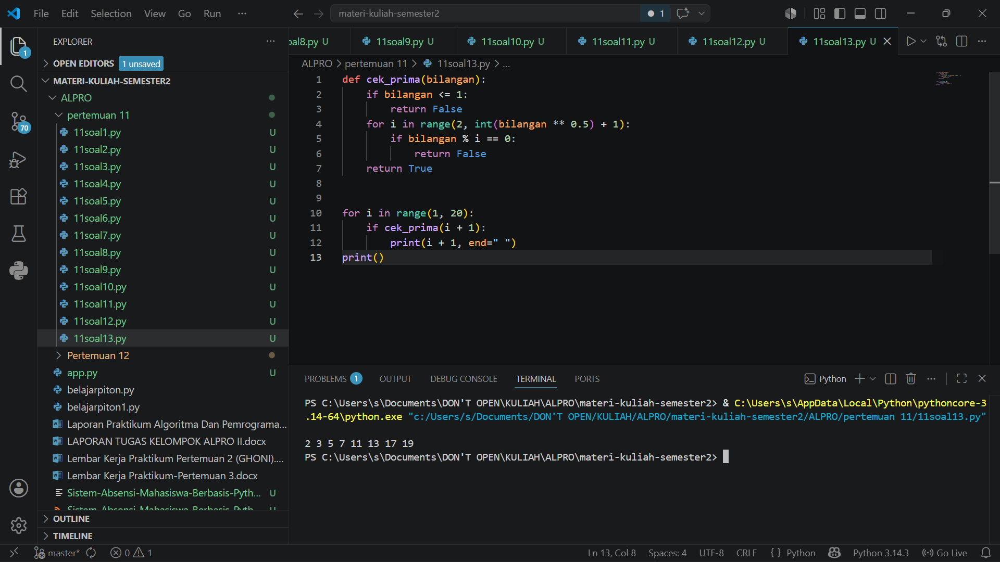 File Edit Selection View Go Run ···
materi-kuliah-semester2
1
EXPLORER
OPEN EDITORS 1 unsaved
MATERI-KULIAH-SEMESTER2
ALPRO
pertemuan 11
11soal1.py U
11soal2.py U
11soal3.py U
11soal4.py U
11soal5.py U
11soal6.py U
11soal7.py U
11soal8.py U
11soal9.py U
11soal10.py U
11soal11.py U
11soal12.py U
11soal13.py U
Pertemuan 12
app.py U
belajarpiton.py
belajarpiton1.py
Laporan Praktikum Algoritma Dan Pemrograma...
LAPORAN TUGAS KELOMPOK ALPRO II.docx
Lembar Kerja Praktikum Pertemuan 2 (GHONI)....
Lembar Kerja Praktikum-Pertemuan 3.docx
Sistem-Absensi-Mahasiswa-Berbasis-Pyth... U
Sistem-Absensi-Mahasiswa-Berbasis-Pyth... U
OUTLINE
TIMELINE
1
70
oal8.py U 11soal9.py U 11soal10.py U 11soal11.py U 11soal12.py U 11soal13.py U
ALPRO > pertemuan 11 > 11soal13.py > ...
1 def cek_prima(bilangan):
2 if bilangan <= 1:
3 return False
4 for i in range(2, int(bilangan ** 0.5) + 1):
5 if bilangan % i == 0:
6 return False
7 return True
8
9
10 for i in range(1, 20):
11 if cek_prima(i + 1):
12 print(i + 1, end=" ")
13 print()
PROBLEMS 1 OUTPUT DEBUG CONSOLE TERMINAL PORTS
Python
PS C:\Users\s\Documents\DON'T OPEN\KULIAH\ALPRO\materi-kuliah-semester2> & C:\Users\s\AppData\Local\Python\pythoncore-3
.14-64\python.exe "c:/Users/s/Documents/DON'T OPEN/KULIAH/ALPRO/materi-kuliah-semester2/ALPRO/pertemuan 11/11soal13.py"
2 3 5 7 11 13 17 19
PS C:\Users\s\Documents\DON'T OPEN\KULIAH\ALPRO\materi-kuliah-semester2>
master* 0 1 Ln 13, Col 8 Spaces: 4 UTF-8 CRLF { } Python Python 3.14.3 Go Live